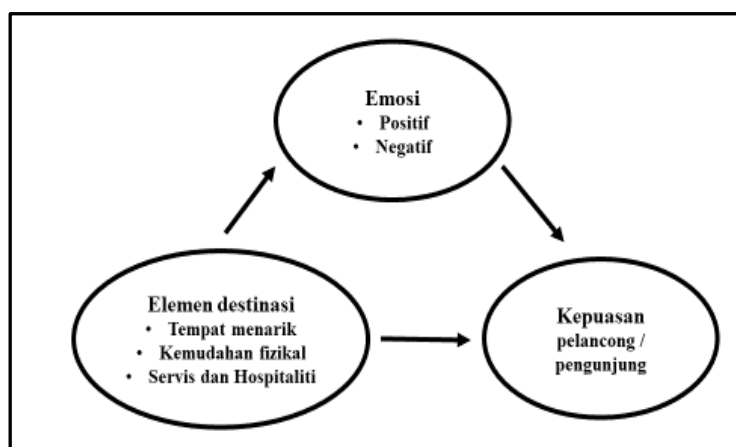 Emosi
• Positif
• Negatif
Elemen destinasi
• Tempat menarik
• Kemudahan fizikal
• Servis dan Hospitaliti
Kepuasan
pelancong /
pengunjung